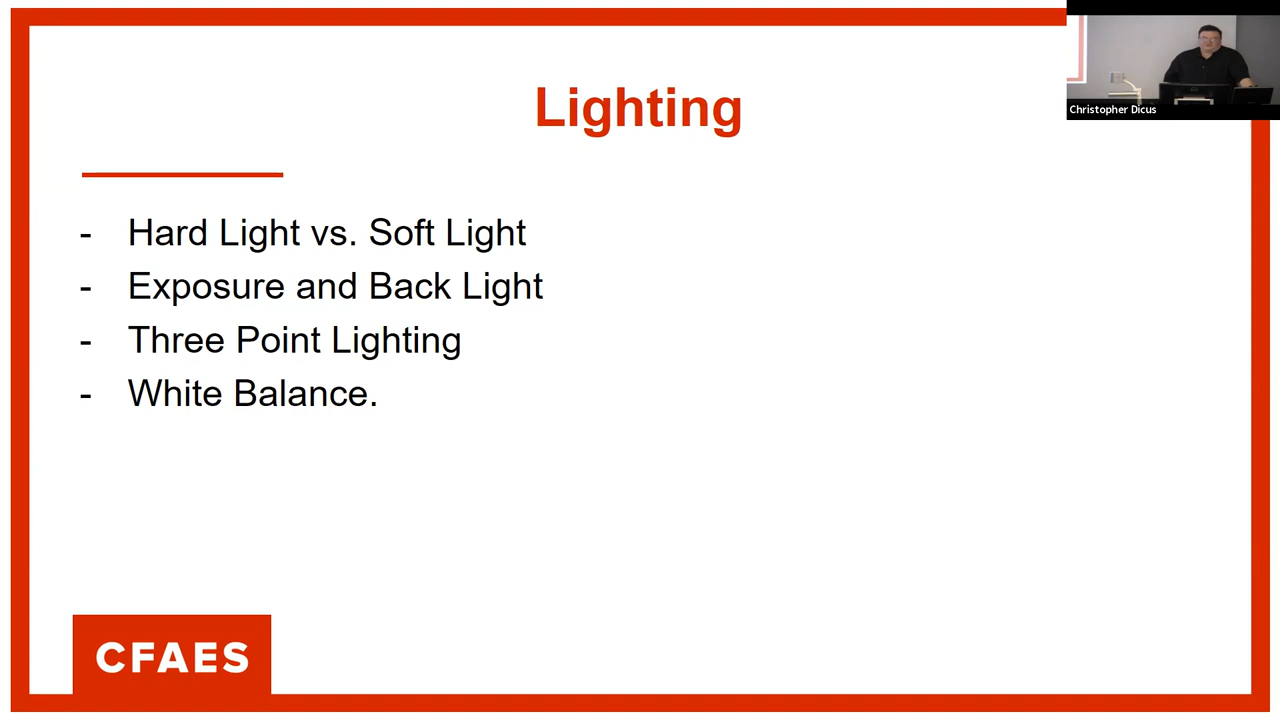 Christopher Dicus
Lighting
- Hard Light vs. Soft Light
- Exposure and Back Light
- Three Point Lighting
- White Balance.
CFAES